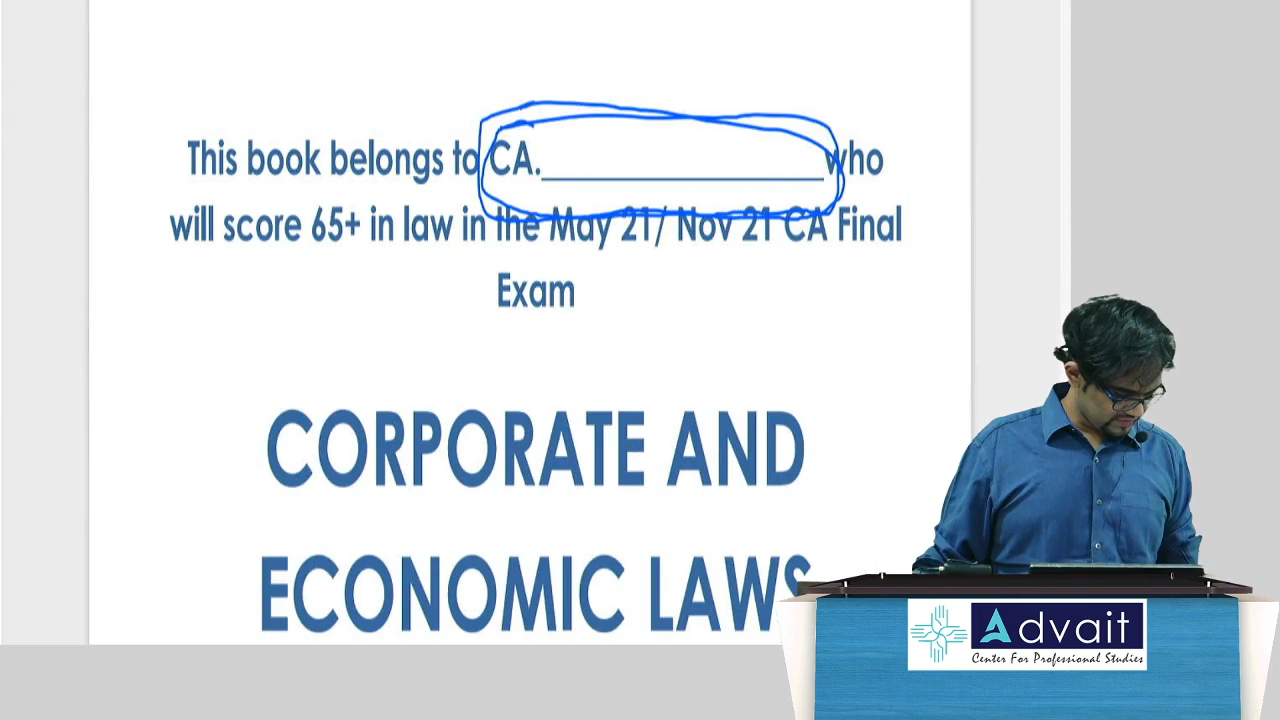 This book belongs to CA.____________________who
will score 65+ in law in the May 21/ Nov 21 CA Final
Exam
CORPORATE AND
ECONOMIC LAWS
Advait
Center For Professional Studies